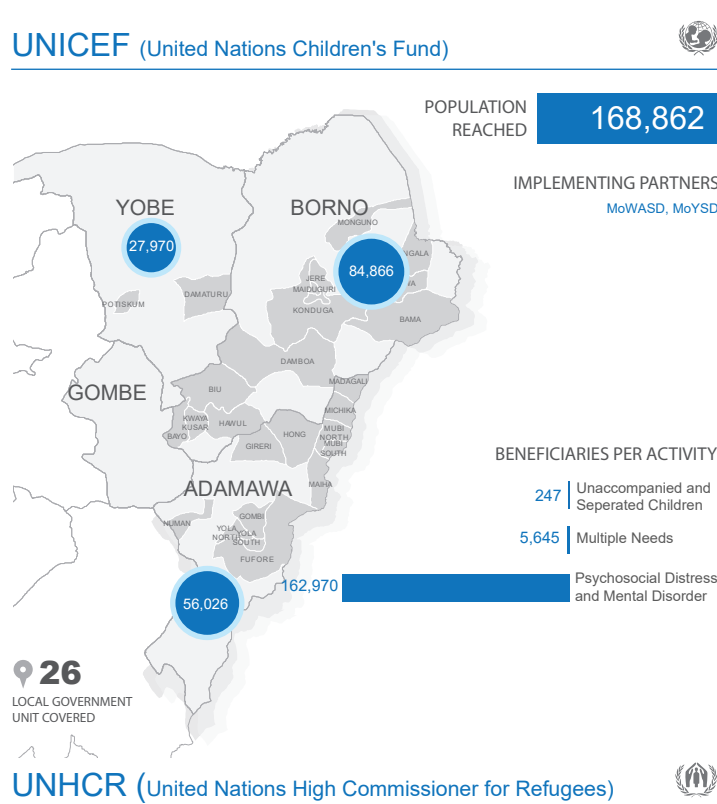 UNICEF (United Nations Children's Fund)
POPULATION
REACHED
168,862
IMPLEMENTING PARTNERS
MoWASD, MoYSD
YOBE
BORNO
MONGUNO
27,970
84,866
NGALA
JERE
MAIDUGURI
KONDUGA
BAMA
POTISKUM
DAMATURU
DAMBOA
GOMBE
BIU
MADAGALI
MICHIKA
KWAYA
KUSAR
BAYO
HAWUL
GIRERI
HONG
MUBI
NORTH
MUBI
SOUTH
MAIHA
ADAMAWA
NUMAN
GOMBI
YOLA
NORTH
YOLA
SOUTH
FUFORE
56,026
BENEFICIARIES PER ACTIVITY
247 Unaccompanied and
Seperated Children
5,645 Multiple Needs
162,970 Psychosocial Distress
and Mental Disorder
26
LOCAL GOVERNMENT
UNIT COVERED
UNHCR (United Nations High Commissioner for Refugees)